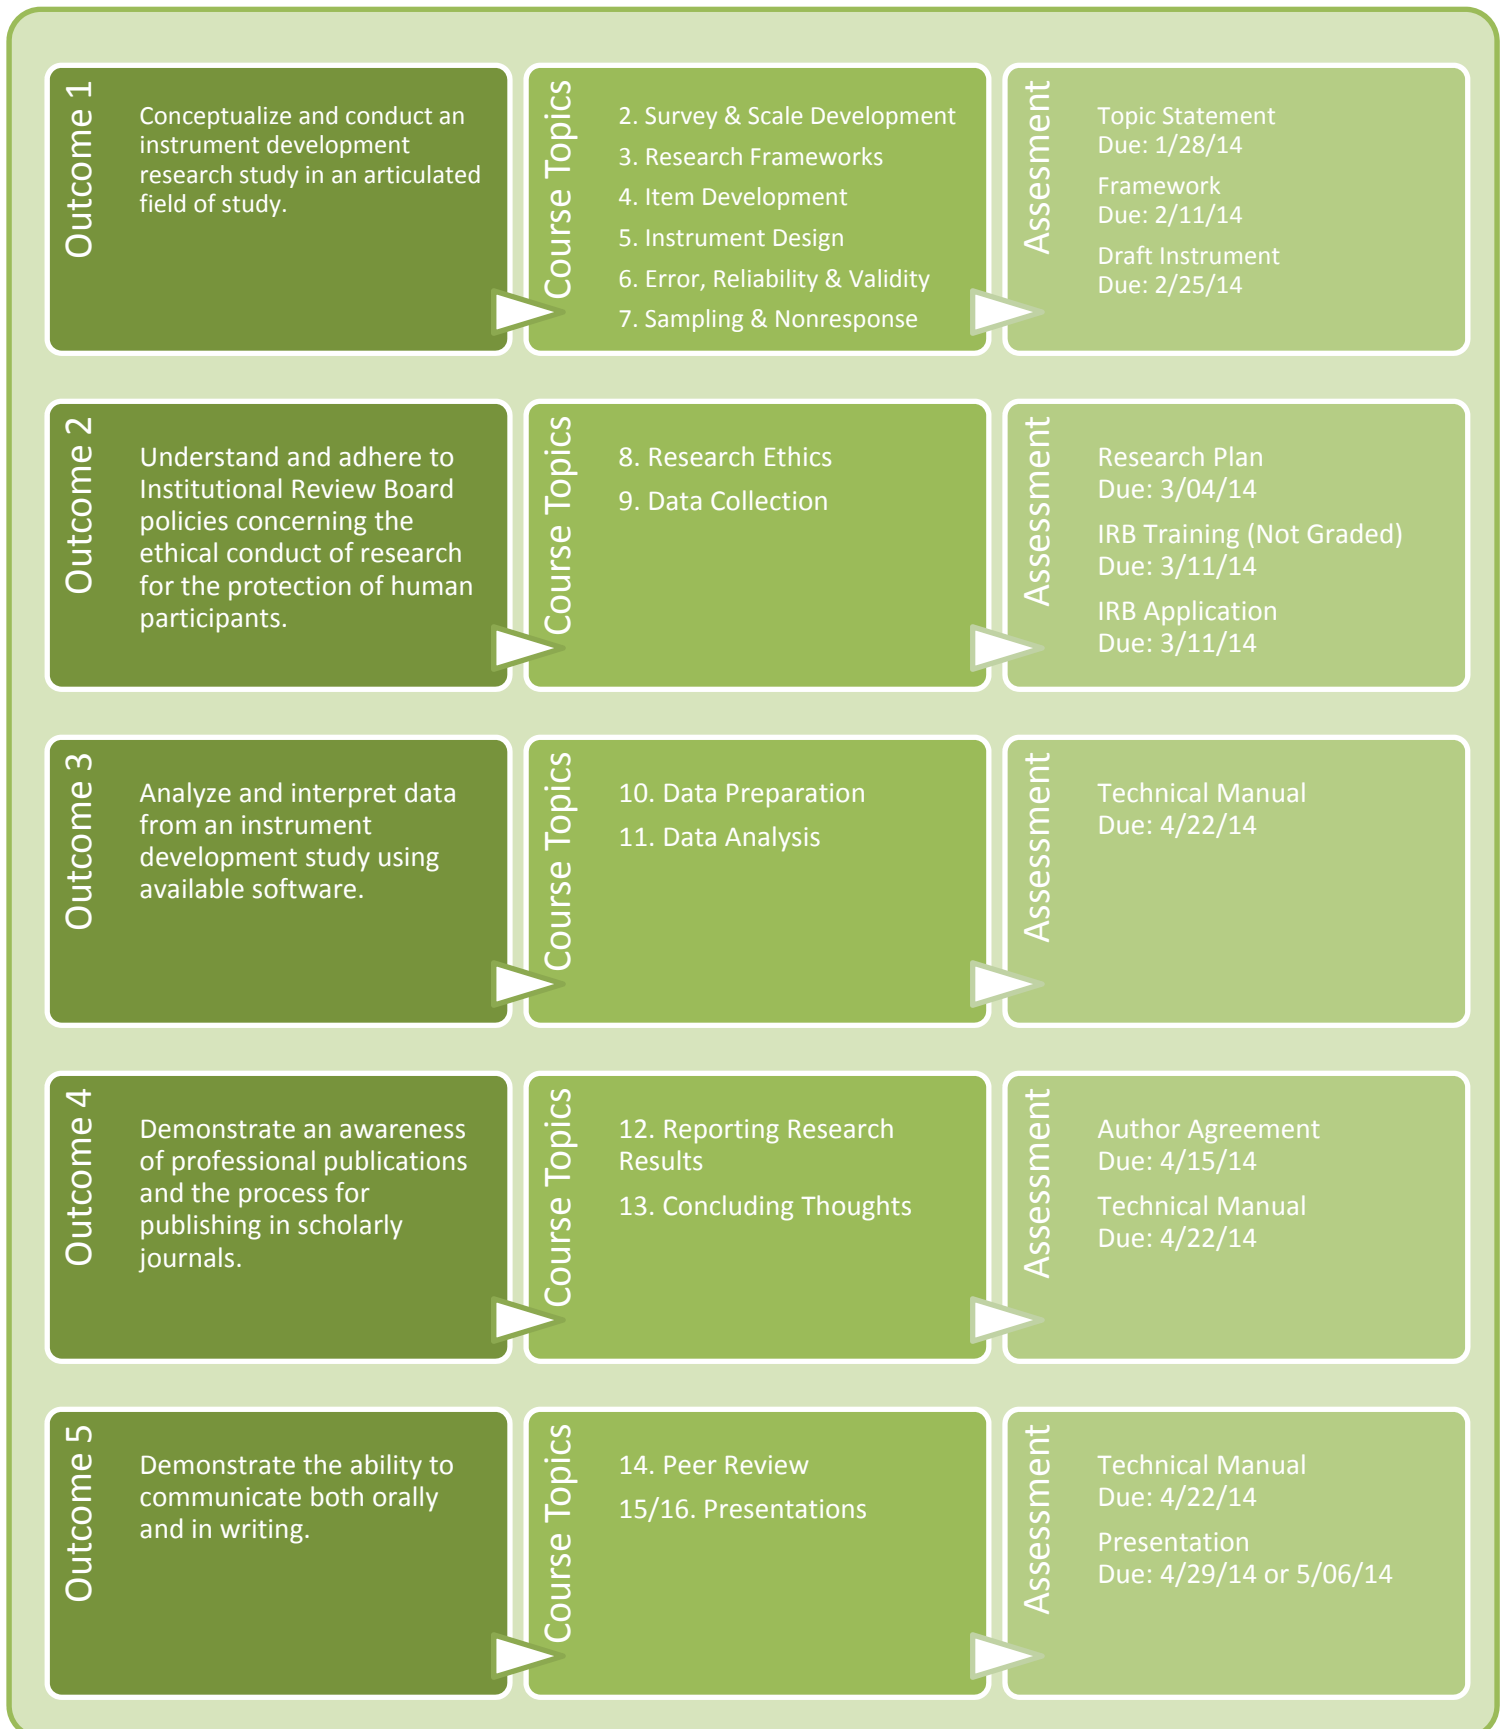 Outcome 1
Conceptualize and conduct an
instrument development
research study in an articulated
field of study.
Course Topics
2. Survey & Scale Development
3. Research Frameworks
4. Item Development
5. Instrument Design
6. Error, Reliability & Validity
7. Sampling & Nonresponse
Assessment
Topic Statement
Due: 1/28/14
Framework
Due: 2/11/14
Draft Instrument
Due: 2/25/14
Outcome 2
Understand and adhere to
Institutional Review Board
policies concerning the
ethical conduct of research
for the protection of human
participants.
Course Topics
8. Research Ethics
9. Data Collection
Assessment
Research Plan
Due: 3/04/14
IRB Training (Not Graded)
Due: 3/11/14
IRB Application
Due: 3/11/14
Outcome 3
Analyze and interpret data
from an instrument
development study using
available software.
Course Topics
10. Data Preparation
11. Data Analysis
Assessment
Technical Manual
Due: 4/22/14
Outcome 4
Demonstrate an awareness
of professional publications
and the process for
publishing in scholarly
journals.
Course Topics
12. Reporting Research
Results
13. Concluding Thoughts
Assessment
Author Agreement
Due: 4/15/14
Technical Manual
Due: 4/22/14
Outcome 5
Demonstrate the ability to
communicate both orally
and in writing.
Course Topics
14. Peer Review
15/16. Presentations
Assessment
Technical Manual
Due: 4/22/14
Presentation
Due: 4/29/14 or 5/06/14